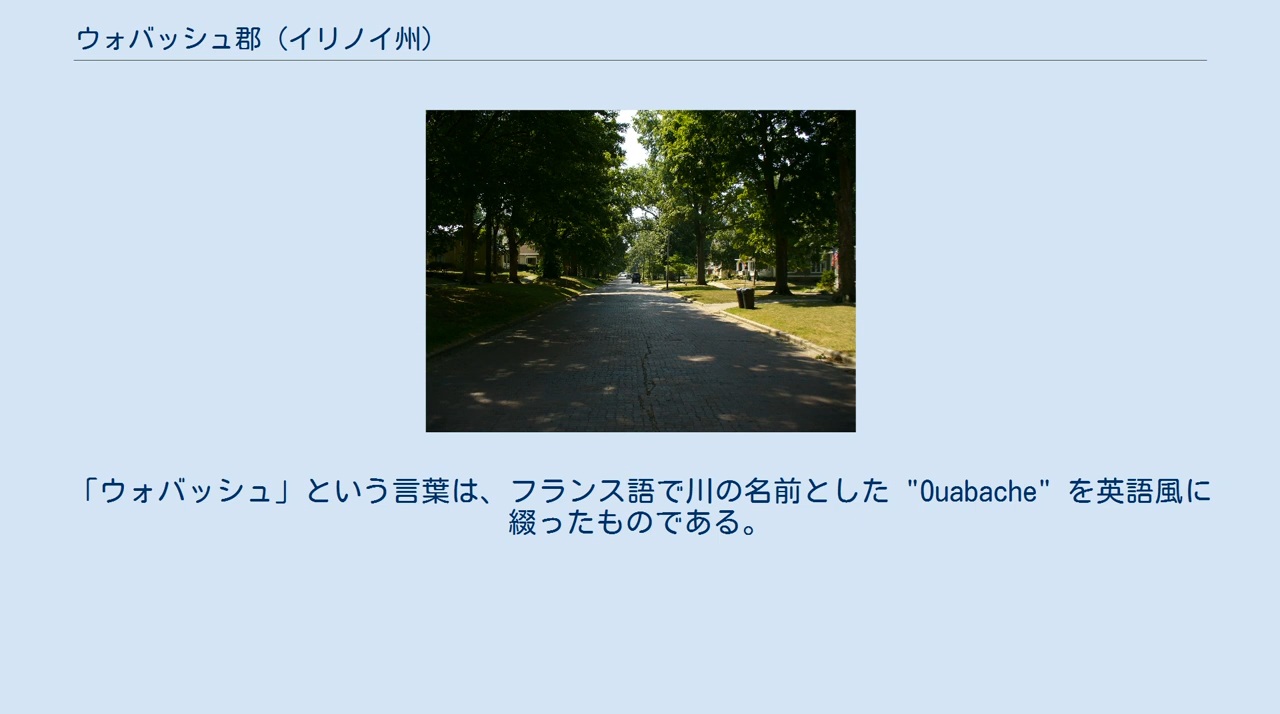 ウォバッシュ郡（イリノイ州）
「ウォバッシュ」という言葉は、フランス語で川の名前とした "Ouabache" を英語風に
綴ったものである。